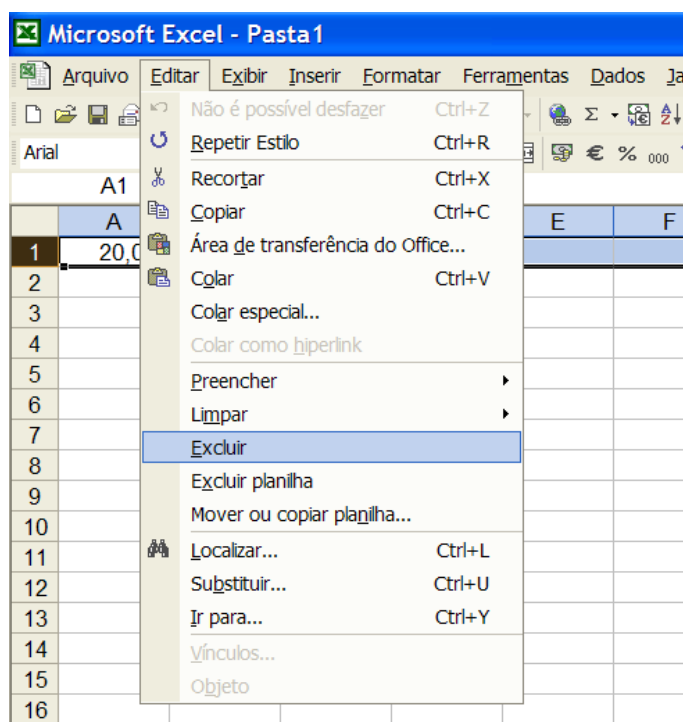 Microsoft Excel - Pasta1
Arquivo Editar Exibir Inserir Formatar Ferramentas Dados Ja
Σ
Arial € % 000
A1
A E F
1 20,0
2
3
4
5
6
7
8
9
10
11
12
13
14
15
16
Não é possível desfazer Ctrl+Z
Repetir Estilo Ctrl+R
Recortar Ctrl+X
Copiar Ctrl+C
Área de transferência do Office...
Colar Ctrl+V
Colar especial...
Colar como hiperlink
Preencher
Limpar
Excluir
Excluir planilha
Mover ou copiar planilha...
Localizar... Ctrl+L
Substituir... Ctrl+U
Ir para... Ctrl+Y
Vínculos...
Objeto